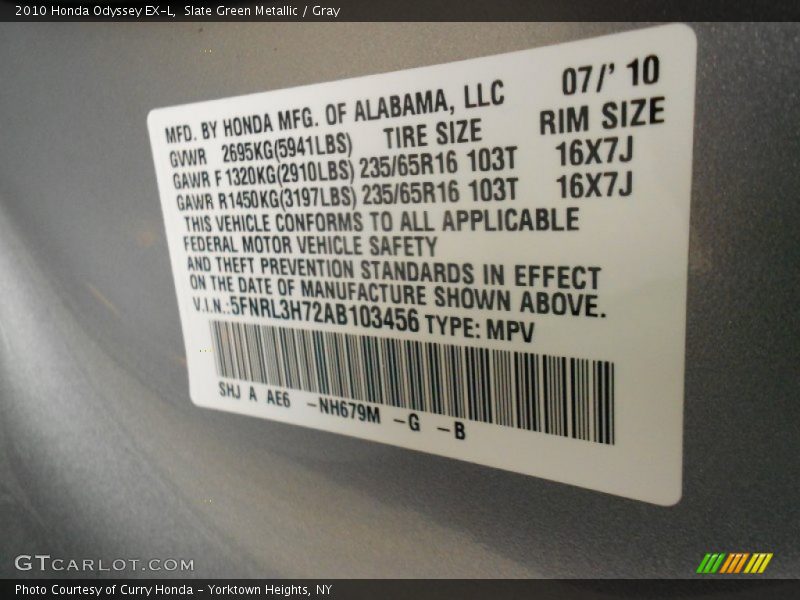 2010 Honda Odyssey EX-L, Slate Green Metallic / Gray
MFD. BY HONDA MFG. OF ALABAMA, LLC 07/' 10
GVWR 2695KG(5941LBS) TIRE SIZE RIM SIZE
GAWR F 1320KG(2910LBS) 235/65R16 103T 16X7J
GAWR R1450KG(3197LBS) 235/65R16 103T 16X7J
THIS VEHICLE CONFORMS TO ALL APPLICABLE
FEDERAL MOTOR VEHICLE SAFETY
AND THEFT PREVENTION STANDARDS IN EFFECT
ON THE DATE OF MANUFACTURE SHOWN ABOVE.
V.I.N.:5FNRL3H72AB103456 TYPE: MPV
SHJ A AE6 -NH679M -G -B
GTCARLOT.COM
Photo Courtesy of Curry Honda - Yorktown Heights, NY